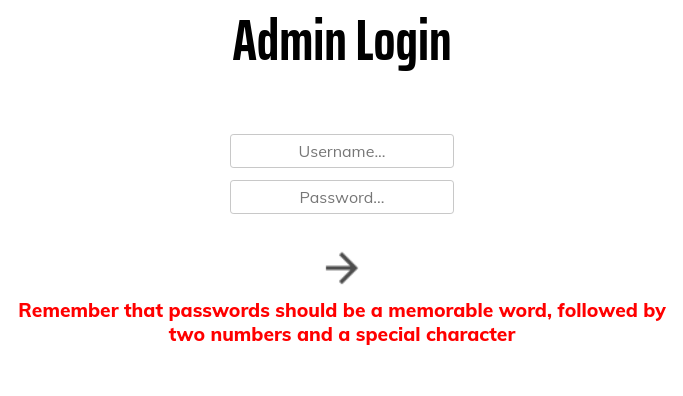 Admin Login
Username...
Password...
Remember that passwords should be a memorable word, followed by
two numbers and a special character